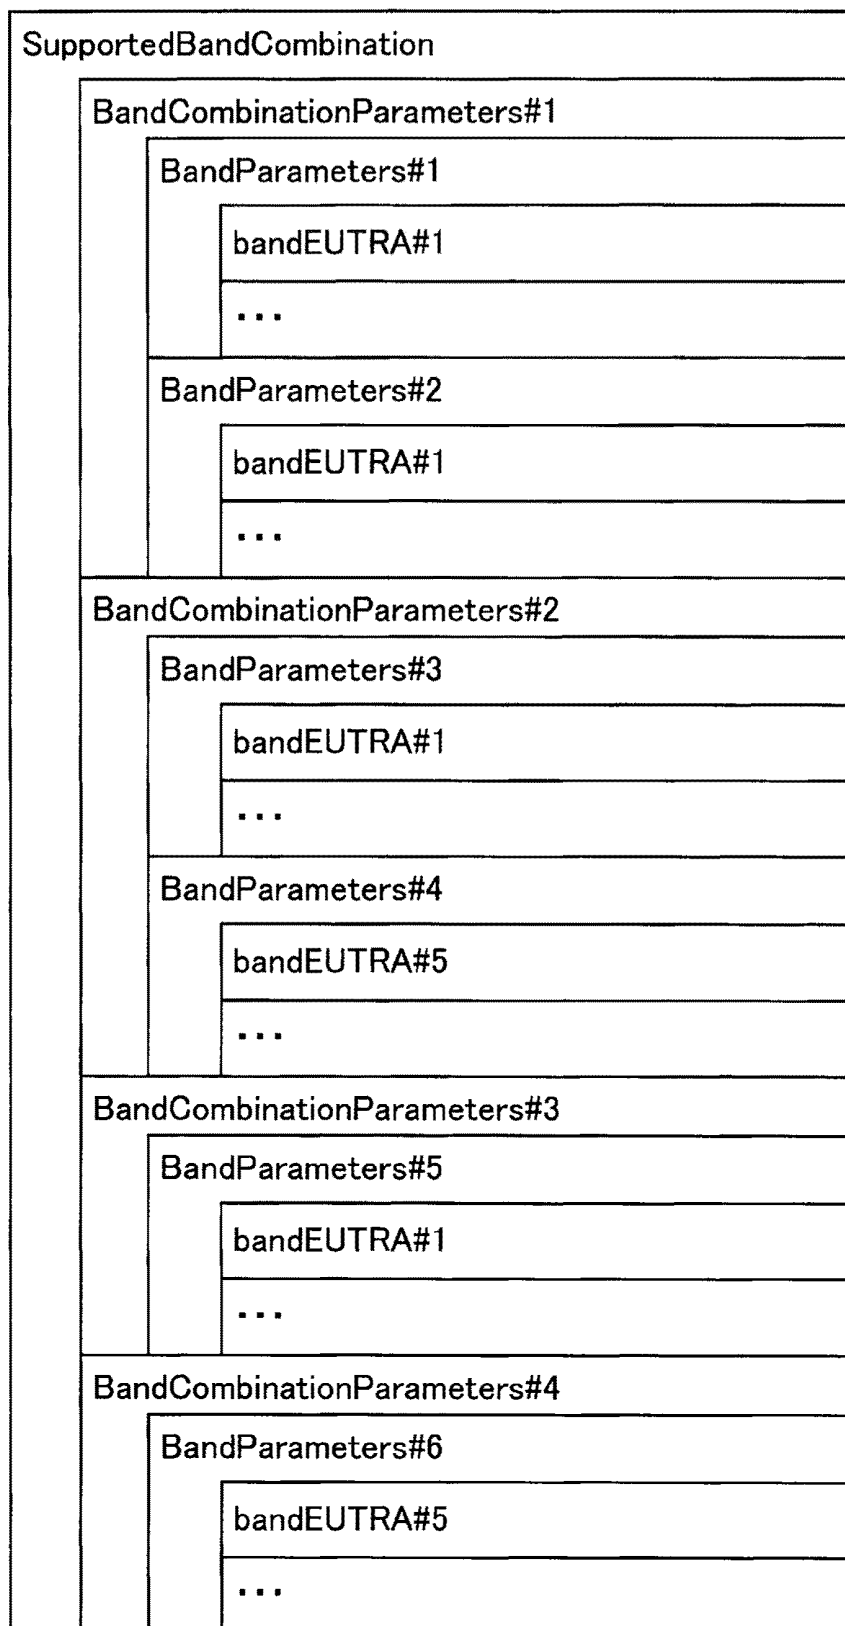 SupportedBandCombination
BandCombinationParameters#1
BandParameters#1
bandEUTRA#1
...
BandParameters#2
bandEUTRA#1
...
BandCombinationParameters#2
BandParameters#3
bandEUTRA#1
...
BandParameters#4
bandEUTRA#5
...
BandCombinationParameters#3
BandParameters#5
bandEUTRA#1
...
BandCombinationParameters#4
BandParameters#6
bandEUTRA#5
...